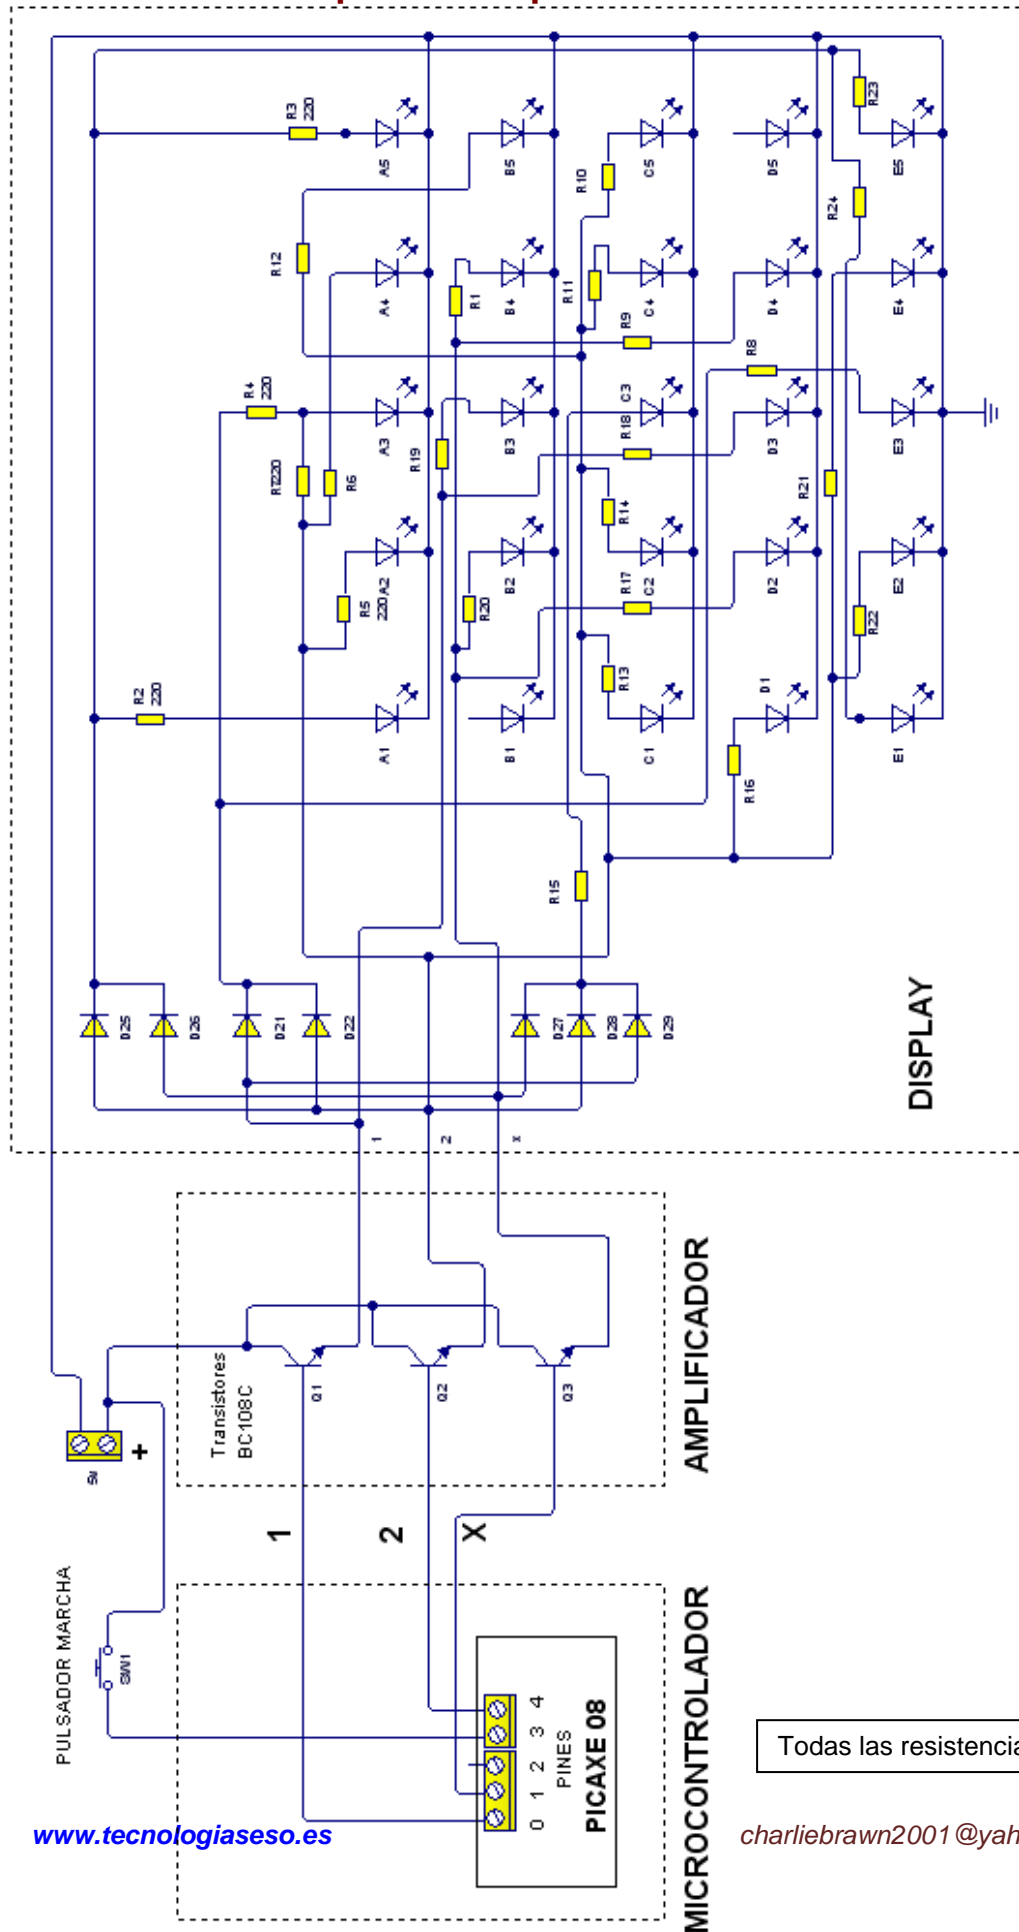 R3
220
R23
A5
B5
C5
D5
E5
R10
R12
R24
R1
R11
A4
B4
C4
D4
E4
R9
R8
R4
220
C3
A3
R19
B3
R18
D3
E3
R7
220
R6
R14
R21
R5
220
A2
R20
B2
R17
C2
D2
E2
R22
R2
220
R13
D1
A1
B1
C1
E1
R16
R15
D25
D26
D21
D22
D27
D28
D29
DISPLAY
1
2
x
Transistores
BC108C
Q1
Q2
Q3
AMPLIFICADOR
5V
+
1
2
X
PULSADOR MARCHA
SW1
0 1 2 3 4
PINES
PICAXE 08
MICROCONTROLADOR
Todas las resistencia
www.tecnologiaseso.es
charliebrawn2001@yah